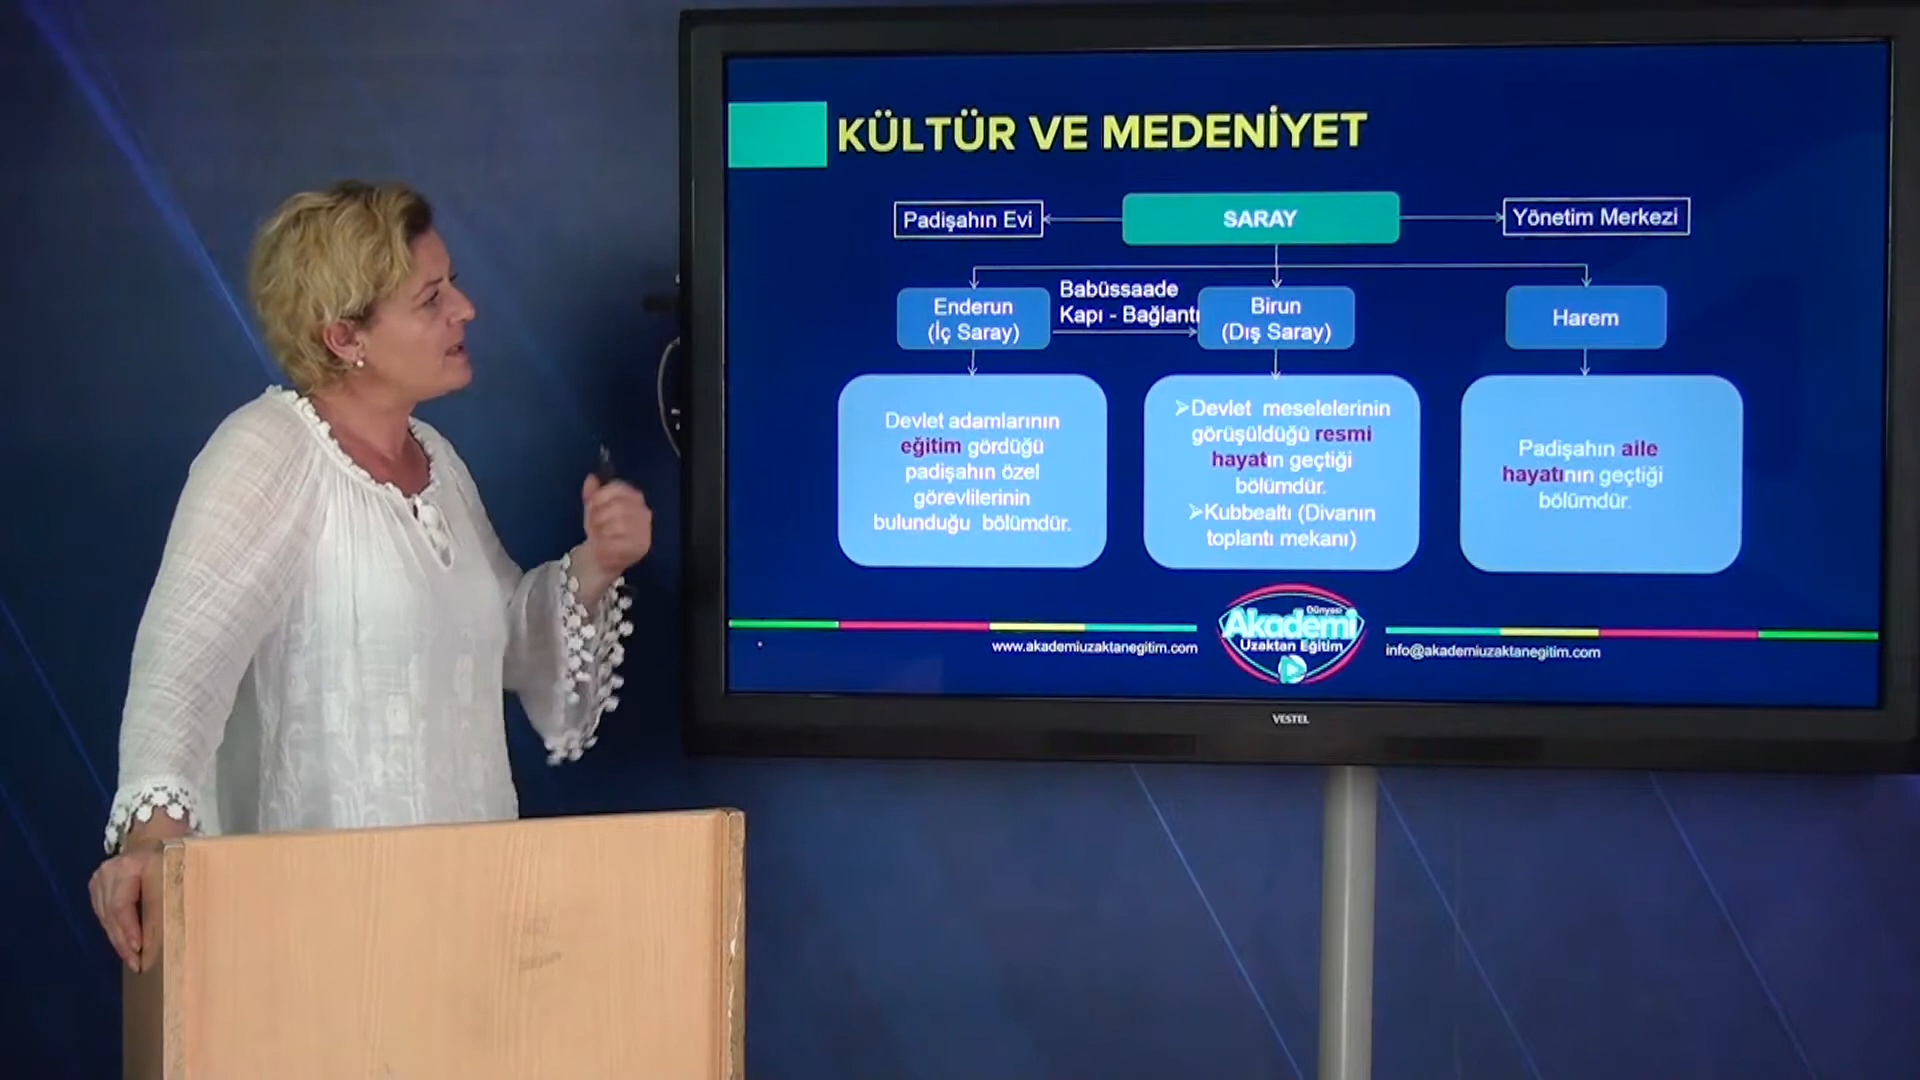 KÜLTÜR VE MEDENİYET
Padişahın Evi
SARAY
Yönetim Merkezi
Enderun
(İç Saray)
Babüssaade
Kapı - Bağlantı
Birun
(Dış Saray)
Harem
Devlet adamlarının
eğitim gördüğü
padişahın özel
görevlilerinin
bulunduğu bölümdür.
➢Devlet meselelerinin
görüşüldüğü resmi
hayatın geçtiği
bölümdür.
➢Kubbealtı (Divanın
toplantı mekanı)
Padişahın aile
hayatının geçtiği
bölümdür.
www.akademiuzaktanegitim.com
Dünyası
Akademi
Uzaktan Eğitim
info@akademiuzaktanegitim.com
VESTEL